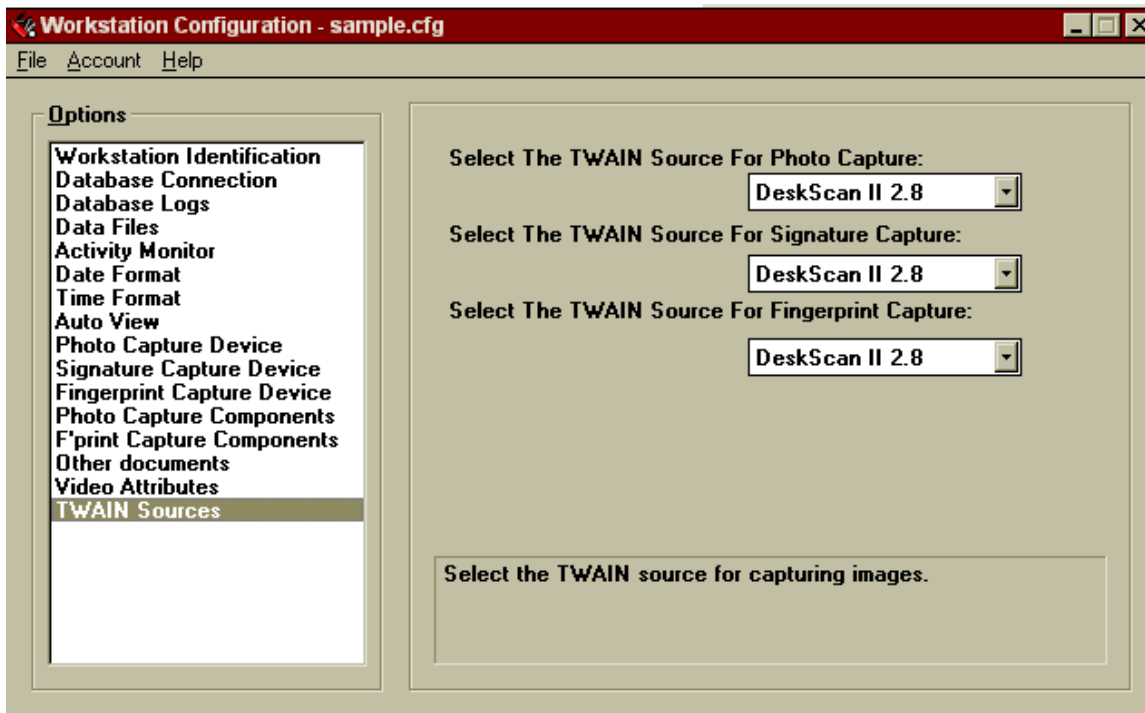 Workstation Configuration - sample.cfg
File Account Help
Options
Workstation Identification
Database Connection
Database Logs
Data Files
Activity Monitor
Date Format
Time Format
Auto View
Photo Capture Device
Signature Capture Device
Fingerprint Capture Device
Photo Capture Components
F'print Capture Components
Other documents
Video Attributes
TWAIN Sources
Select The TWAIN Source For Photo Capture:
DeskScan II 2.8
Select The TWAIN Source For Signature Capture:
DeskScan II 2.8
Select The TWAIN Source For Fingerprint Capture:
DeskScan II 2.8
Select the TWAIN source for capturing images.